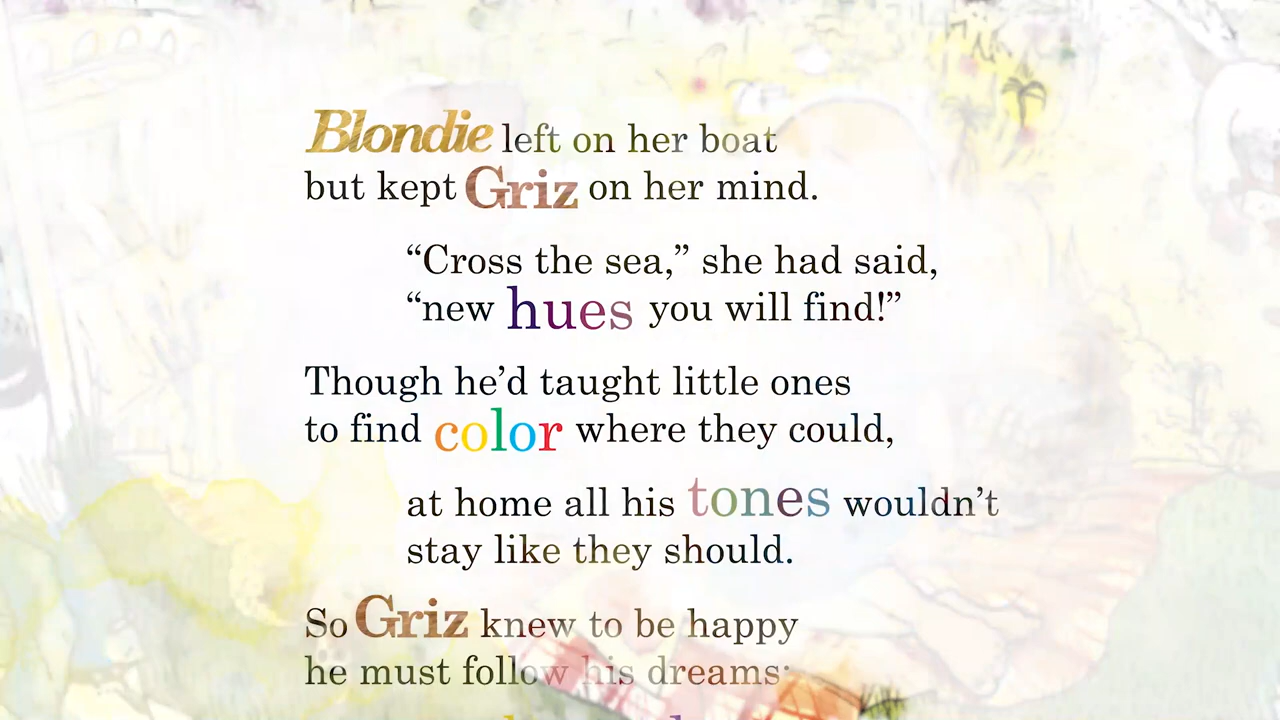 Blondie left on her boat
but kept Griz on her mind.
“Cross the sea,” she had said,
“new hues you will find!”
Though he’d taught little ones
to find color where they could,
at home all his tones wouldn’t
stay like they should.
So Griz knew to be happy
he must follow his dreams;